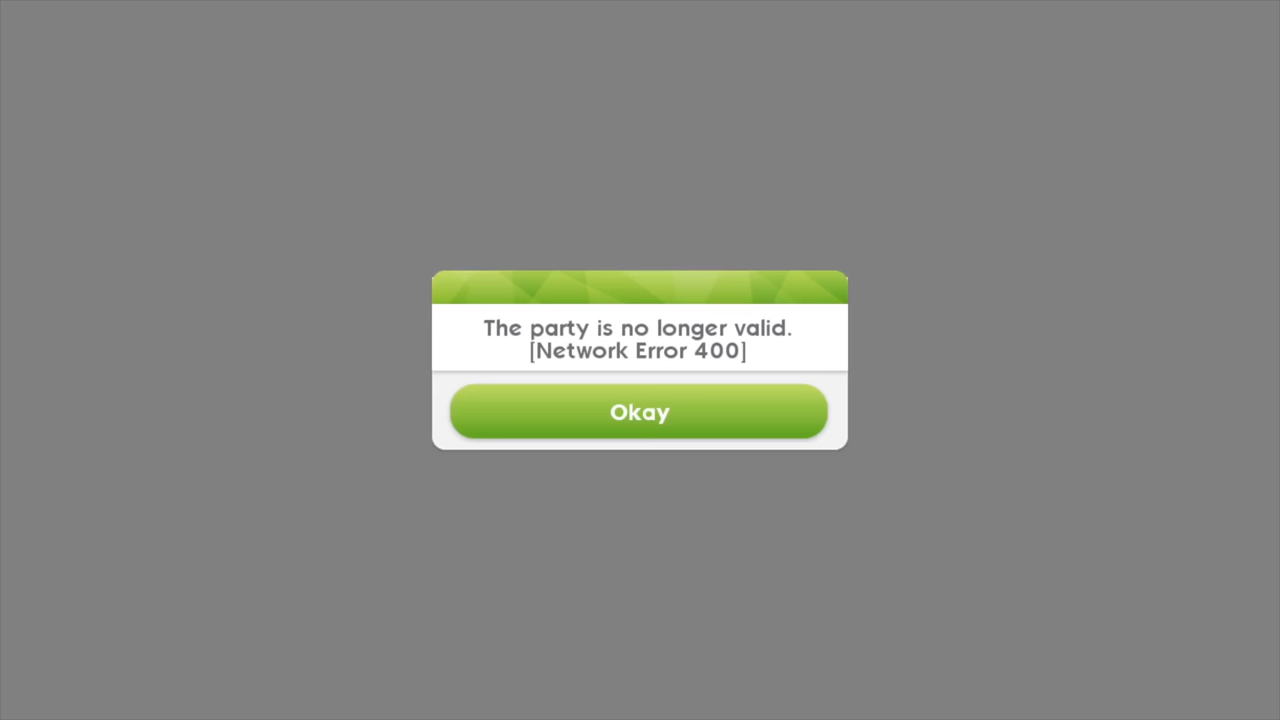 The party is no longer valid.
[Network Error 400]
Okay